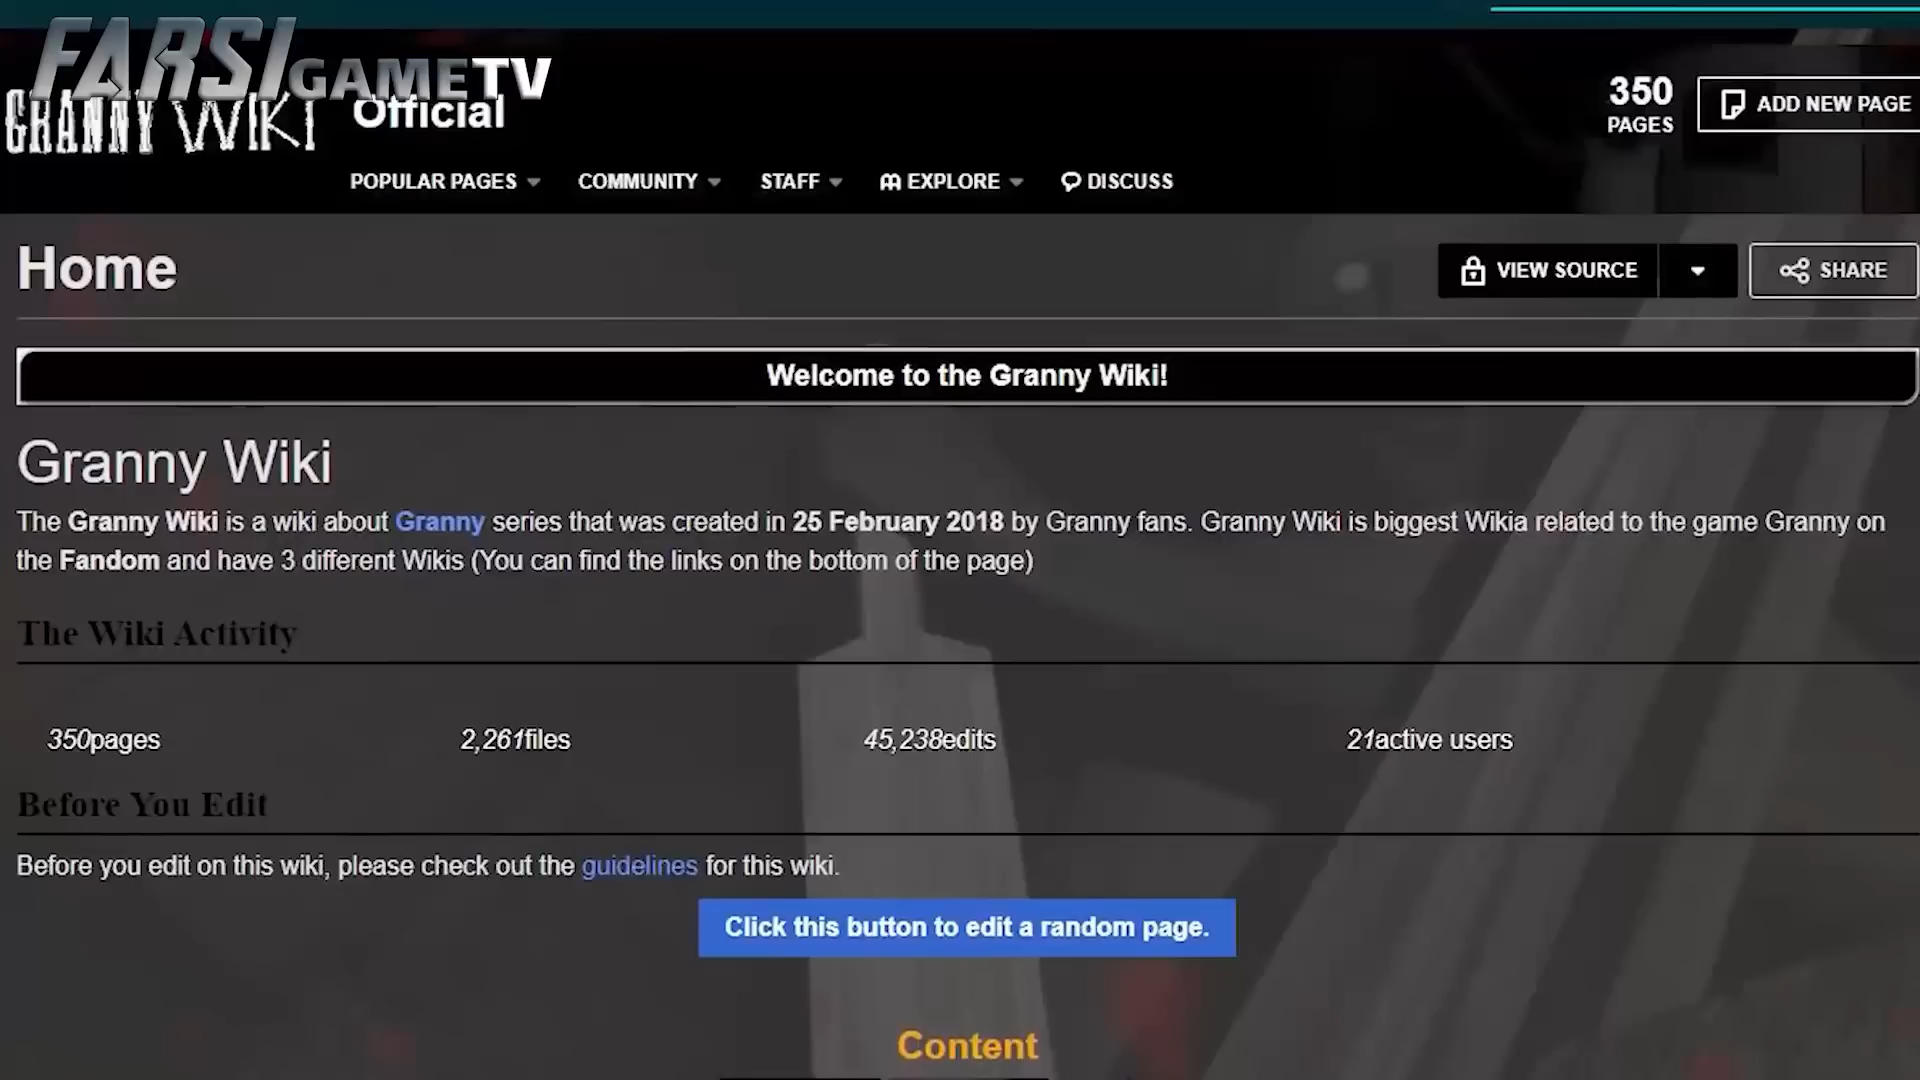 FARSI GAMETV
GRANNY WIKI
Official
350
PAGES
ADD NEW PAGE
POPULAR PAGES
COMMUNITY
STAFF
EXPLORE
DISCUSS
Home
VIEW SOURCE
SHARE
Welcome to the Granny Wiki!
Granny Wiki
The Granny Wiki is a wiki about Granny series that was created in 25 February 2018 by Granny fans. Granny Wiki is biggest Wikia related to the game Granny on
the Fandom and have 3 different Wikis (You can find the links on the bottom of the page)
The Wiki Activity
350pages
2,261files
45,238edits
21active users
Before You Edit
Before you edit on this wiki, please check out the guidelines for this wiki.
Click this button to edit a random page.
Content